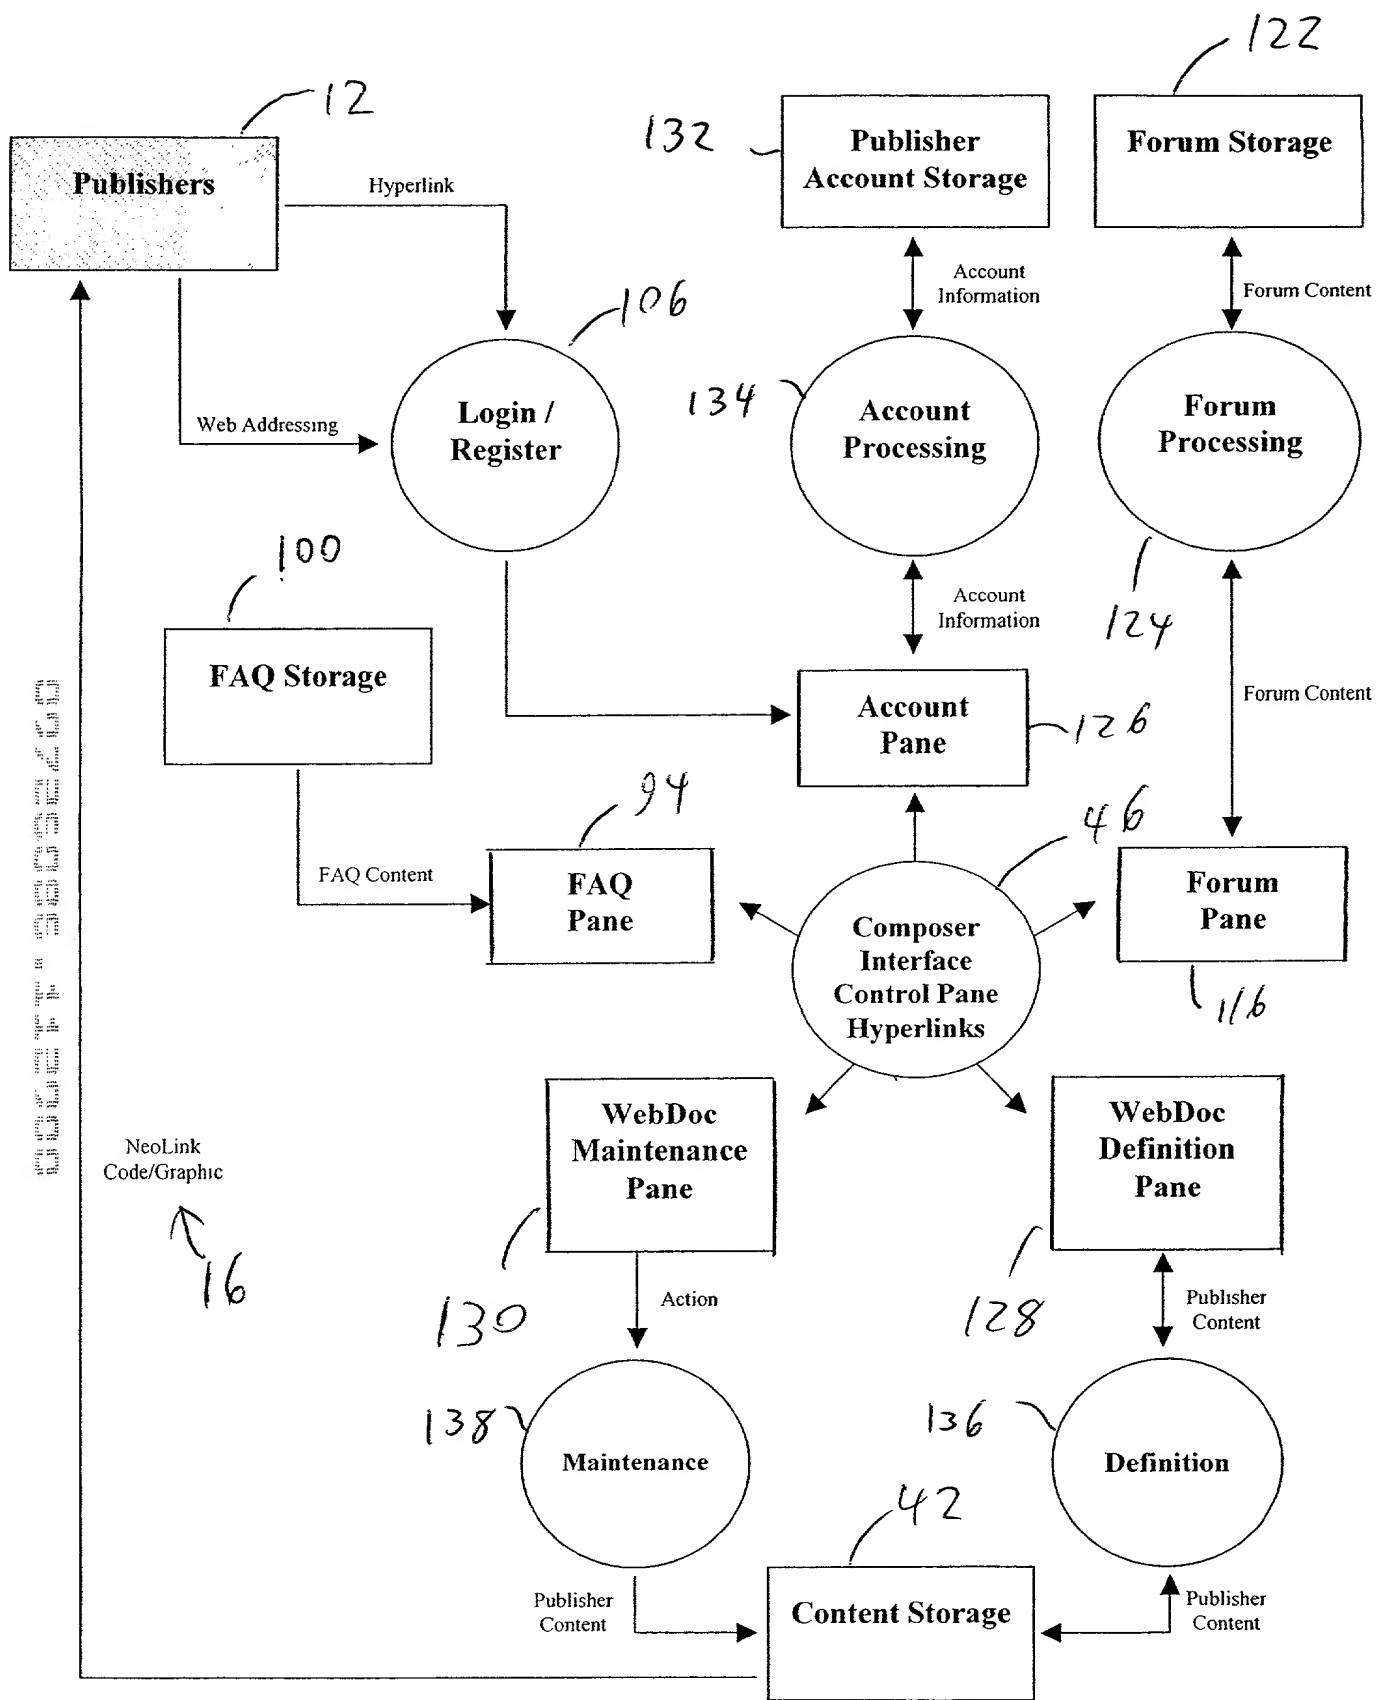 122
12
132
Publisher
Account Storage
Forum Storage
Publishers
Hyperlink
Account
Information
Forum Content
106
134
Login /
Register
Web Addressing
Account
Processing
Forum
Processing
100
124
Account
Information
FAQ Storage
Forum Content
Account
Pane
126
94
46
FAQ Content
FAQ
Pane
Forum
Pane
Composer
Interface
Control Pane
Hyperlinks
116
WebDoc
Maintenance
Pane
WebDoc
Definition
Pane
NeoLink
Code/Graphic
16
130
Action
128
Publisher
Content
138
136
Maintenance
Definition
42
Publisher
Content
Content Storage
Publisher
Content